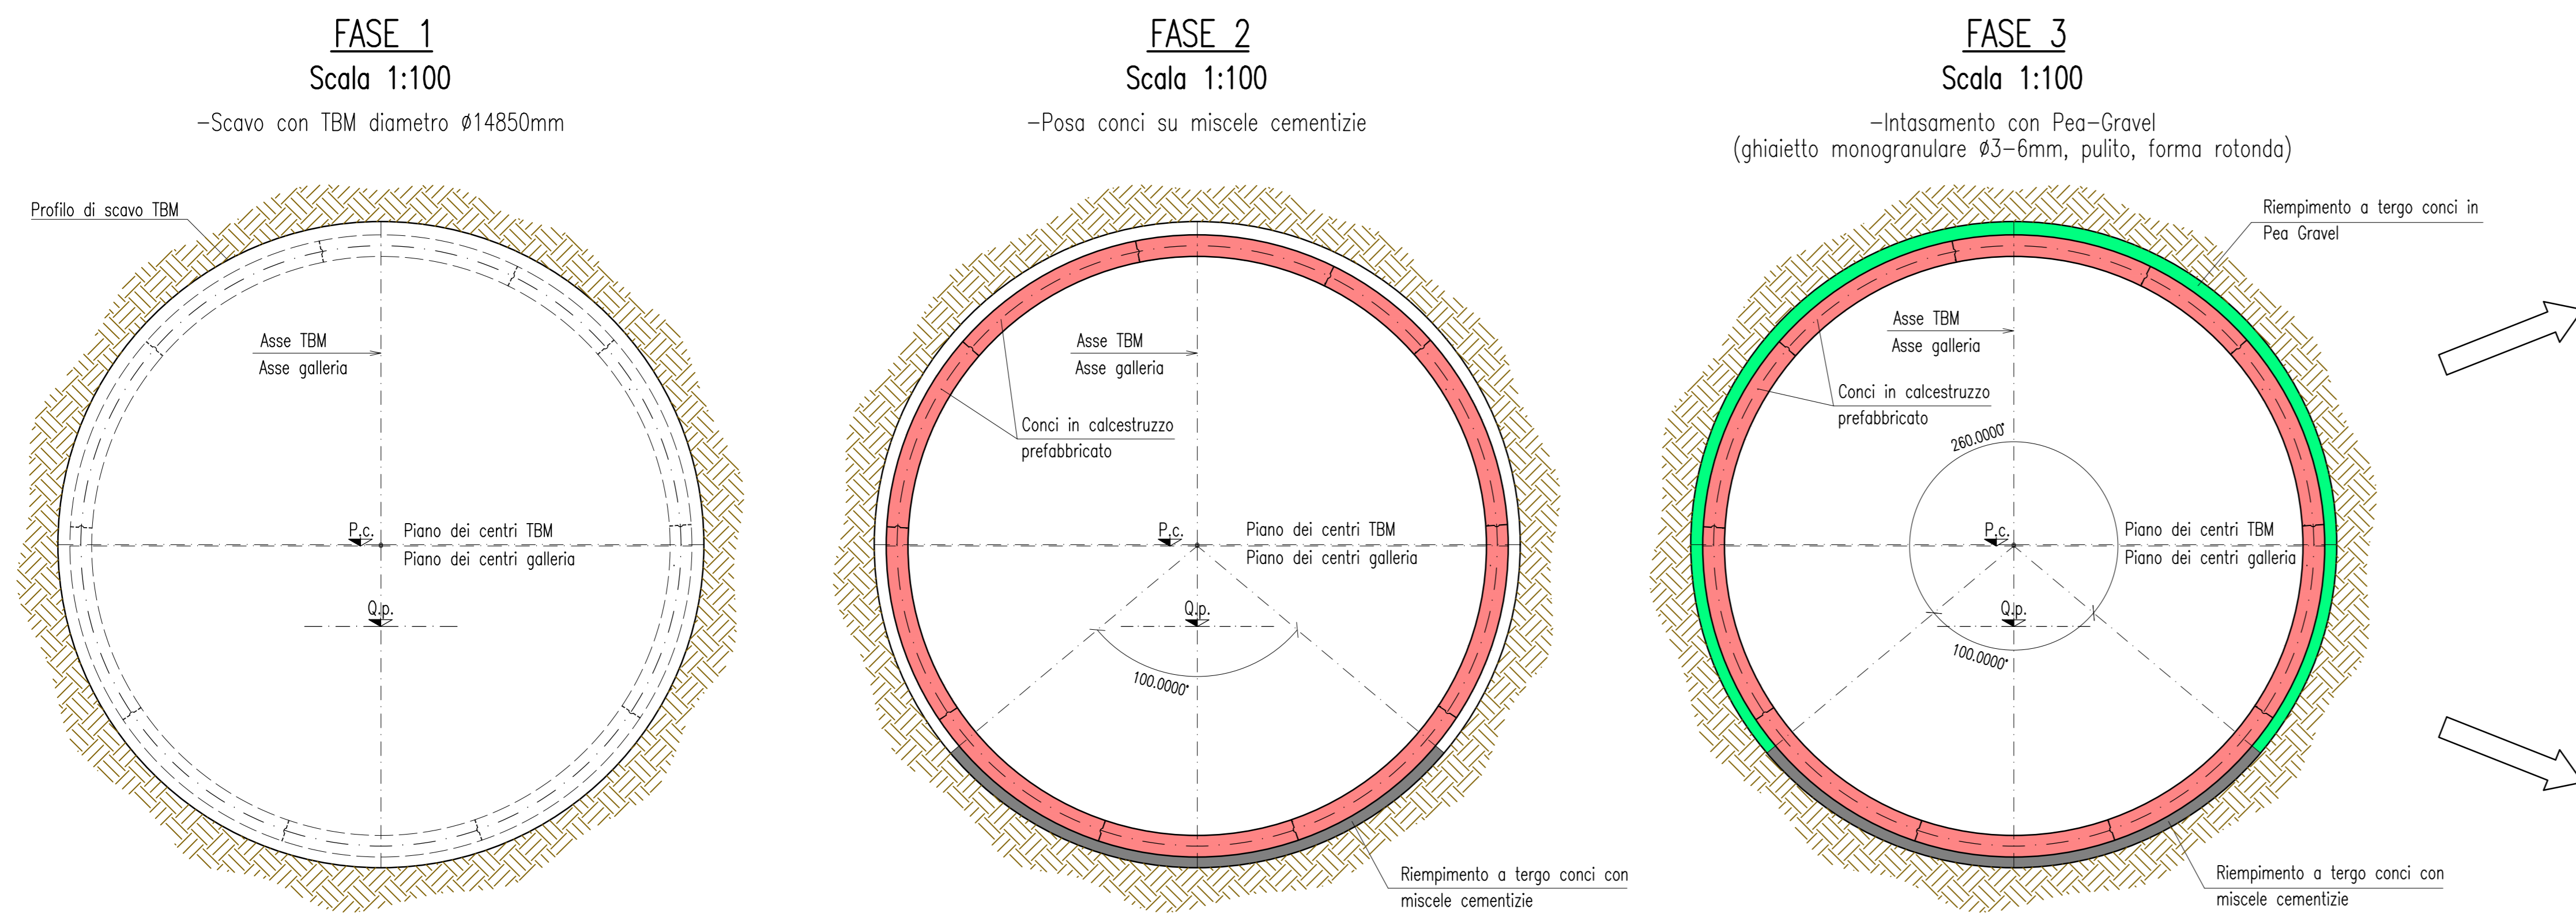 FASE 1
Scala 1:100
-Scavo con TBM diametro Ø14850mm
Profilo di scavo TBM
Asse TBM
Asse galleria
P.c.
Piano dei centri TBM
Piano dei centri galleria
Q.p.
FASE 2
Scala 1:100
-Posa conci su miscele cementizie
Asse TBM
Asse galleria
Conci in calcestruzzo
prefabbricato
P.c.
Piano dei centri TBM
Piano dei centri galleria
Q.p.
100.0000°
Riempimento a tergo conci con
miscele cementizie
FASE 3
Scala 1:100
-Intasamento con Pea-Gravel
(ghiaietto monogranulare Ø3-6mm, pulito, forma rotonda)
Riempimento a tergo conci in
Pea Gravel
Asse TBM
Asse galleria
Conci in calcestruzzo
prefabbricato
260.0000°
P.c.
Piano dei centri TBM
Piano dei centri galleria
Q.p.
100.0000°
Riempimento a tergo conci con
miscele cementizie